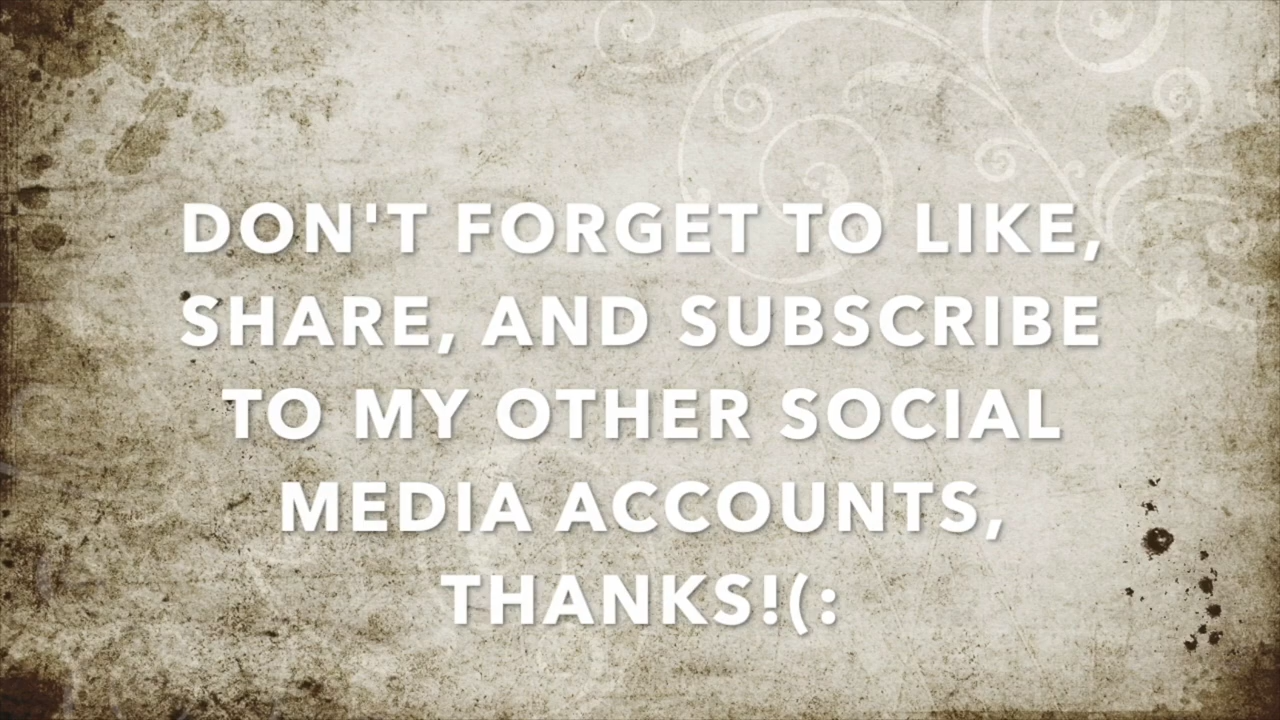 DON'T FORGET TO LIKE,
SHARE, AND SUBSCRIBE
TO MY OTHER SOCIAL
MEDIA ACCOUNTS,
THANKS!(: